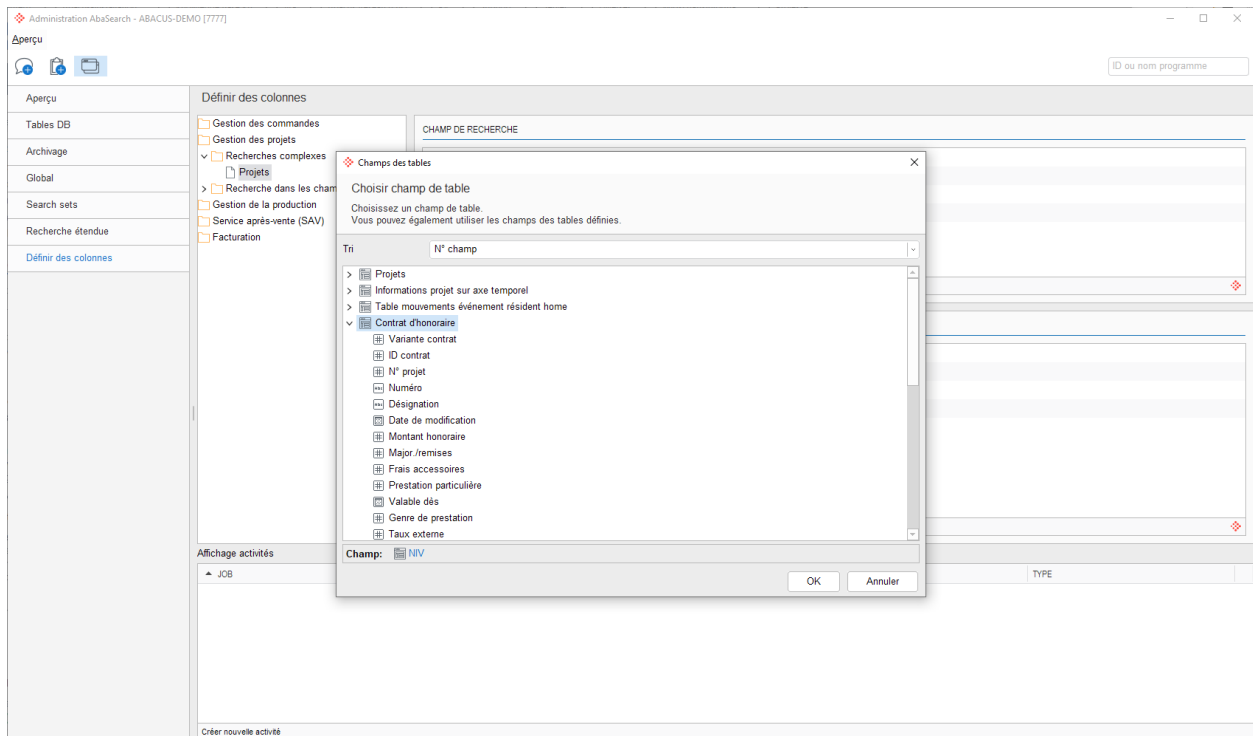 Administration AbaSearch - ABACUS-DEMO [7777]
Aperçu
ID ou nom programme
Aperçu
Tables DB
Archivage
Global
Search sets
Recherche étendue
Définir des colonnes
Définir des colonnes
Gestion des commandes
Gestion des projets
Recherches complexes
Projets
Recherche dans les cham
Gestion de la production
Service après-vente (SAV)
Facturation
CHAMP DE RECHERCHE
Champs des tables
Choisir champ de table
Choisissez un champ de table.
Vous pouvez également utiliser les champs des tables définies.
Tri
N° champ
Projets
Informations projet sur axe temporel
Table mouvements événement résident home
Contrat d'honoraire
Variante contrat
ID contrat
N° projet
Numéro
Désignation
Date de modification
Montant honoraire
Major./remises
Frais accessoires
Prestation particulière
Valable dès
Genre de prestation
Taux externe
Champ: NIV
OK
Annuler
Affichage activités
JOB
TYPE
Créer nouvelle activité